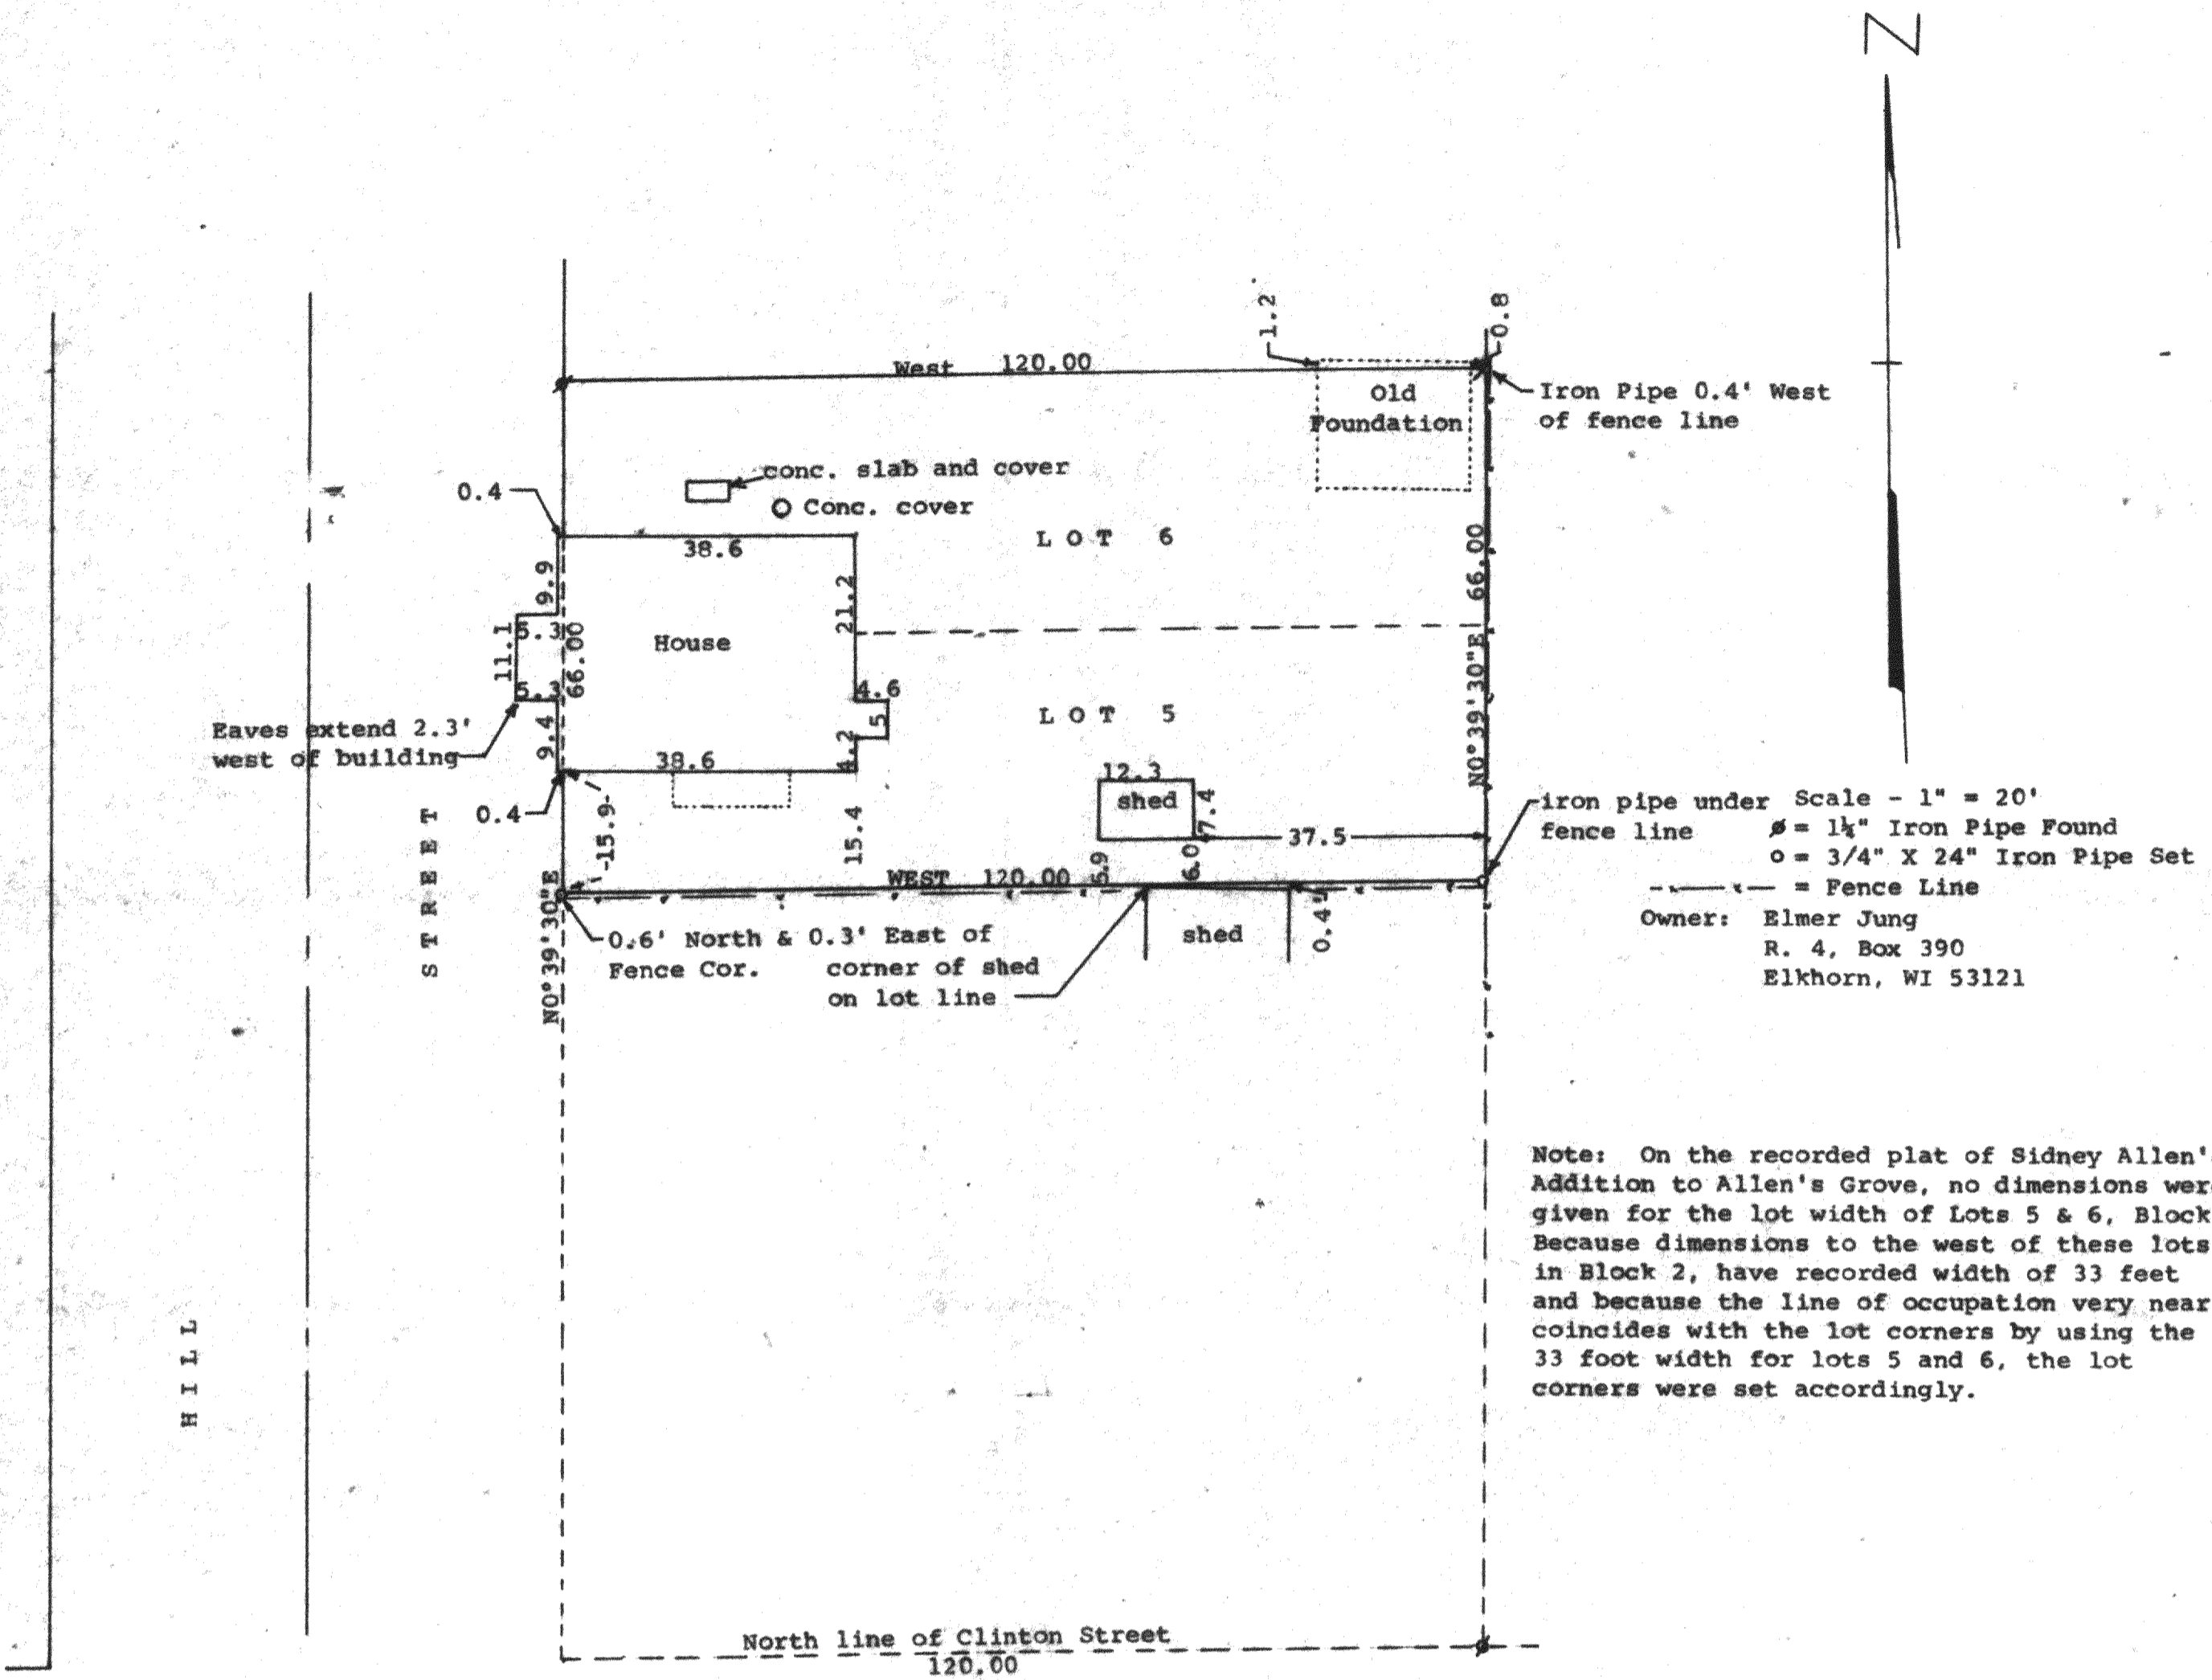 N
1.2
0.8
West 120.00
Old
Foundation
Iron Pipe 0.4' West
of fence line
conc. slab and cover
0.4
Conc. cover
LOT 6
38.6
9.9
21.2
66.00
5.3
11.1
House
66.00
N0°39'30"E
5.3
4.6
5
LOT 5
Eaves extend 2.3'
west of building
9.4
4.2
38.6
12.3
shed
7.4
0.4
15.9
15.4
37.5
iron pipe under
fence line
Scale - 1" = 20'
ø = 1¼" Iron Pipe Found
o = 3/4" X 24" Iron Pipe Set
= Fence Line
Owner: Elmer Jung
R. 4, Box 390
Elkhorn, WI 53121
5.9
6.0
WEST 120.00
STREET
N0°39'30"E
0.6' North & 0.3' East of
Fence Cor.
corner of shed
on lot line
shed
0.4'
Note: On the recorded plat of Sidney Allen'
Addition to Allen's Grove, no dimensions wer
given for the lot width of Lots 5 & 6, Block
Because dimensions to the west of these lots
in Block 2, have recorded width of 33 feet
and because the line of occupation very near
coincides with the lot corners by using the
33 foot width for lots 5 and 6, the lot
corners were set accordingly.
HILL
North line of Clinton Street
120.00